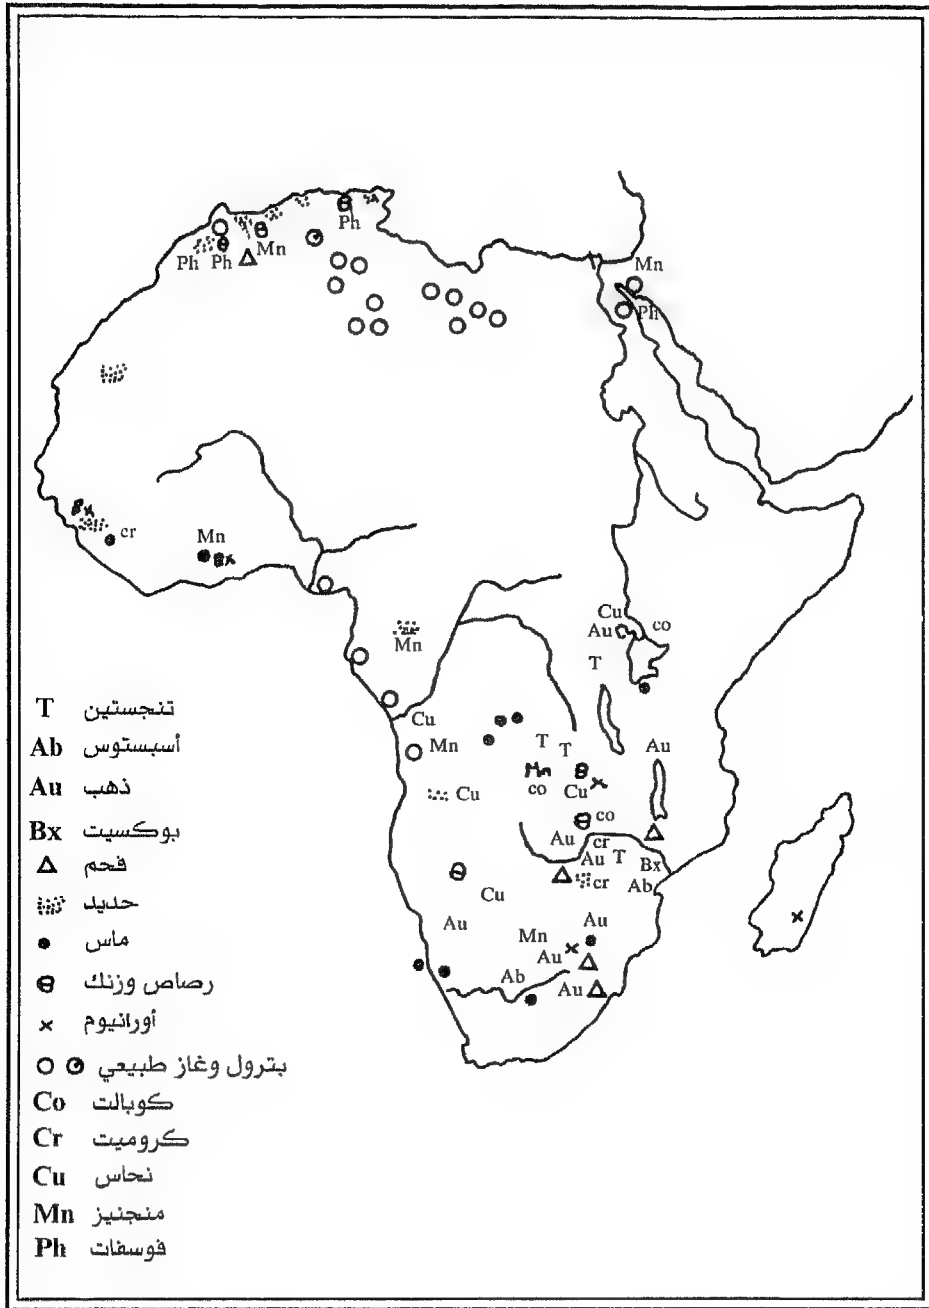 Ph
Mn
Ph Ph Mn
Ph
Bx
cr
Mn
Bx
Cu
Au co
Mn
T
Cu
Mn T T Au
Mn
co Cu
Cu
co
Au cr
Au T Bx
cr Ab
Cu
Au Au
Mn
Au
Ab
Au
T تنجستين
Ab أسبستوس
Au ذهب
Bx بوكسيت
فحم
حديد
ماس
رصاص وزنك
أورانيوم
بترول وغاز طبيعي
Co كوبالت
Cr كروميت
Cu نحاس
Mn منجنيز
Ph فوسفات